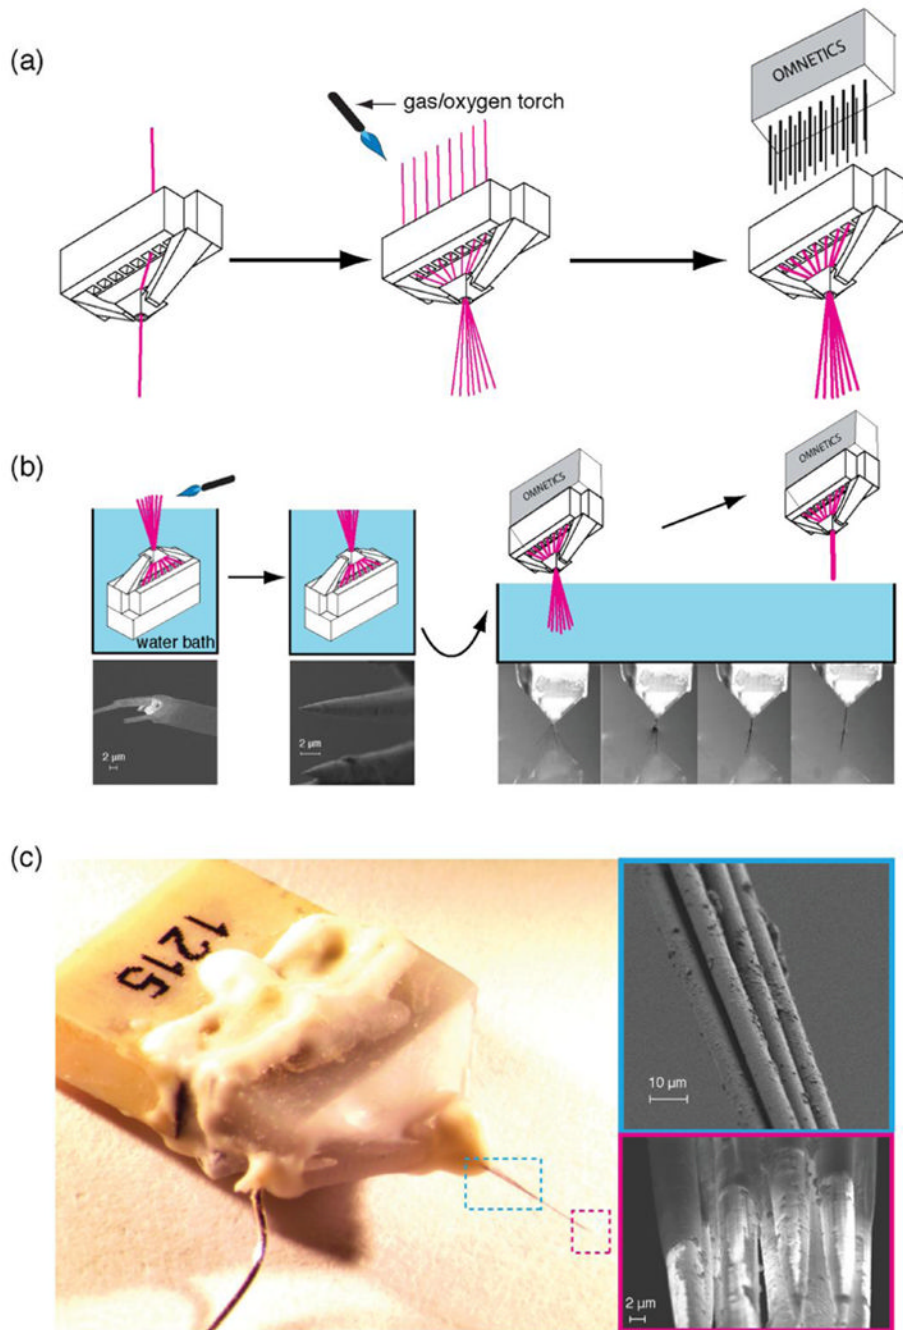 (a)
gas/oxygen torch
OMNETICS
(b)
OMNETICS
OMNETICS
water bath
2 µm
2 µm
(c)
1215
10 µm
2 µm